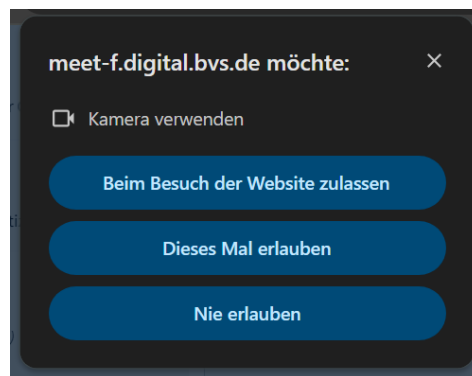 meet-f.digital.bvs.de möchte:
Kamera verwenden
Beim Besuch der Website zulassen
Dieses Mal erlauben
Nie erlauben